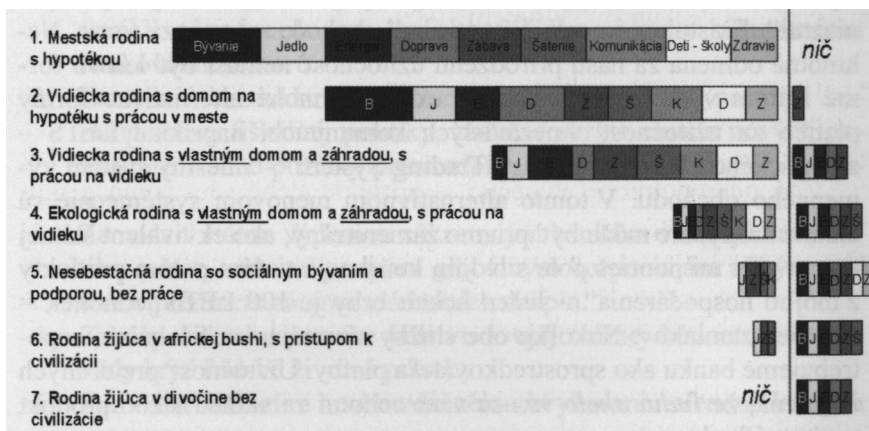 1. Mestská rodina s hypotékou
Bývanie Jedlo Energie Doprava Zábava Šatenie Komunikácia Deti - školy Zdravie nič
2. Vidiecka rodina s domom na hypotéku s prácou v meste
B J E D Z Š K D Z Z
3. Vidiecka rodina s vlastným domom a záhradou, s prácou na vidieku
B J E D Z Š K D Z B J E D Z
4. Ekologická rodina s vlastným domom a záhradou, s prácou na vidieku
B J E D Z Š K D Z B J E D Z Š
5. Nesebestačná rodina so sociálnym bývaním a podporou, bez práce
J Z Š K B J E D Z D Z
6. Rodina žijúca v africkej bushi, s prístupom k civilizácii
J Z Š B J E D Z
7. Rodina žijúca v divočine bez civilizácie
nič B J E D Z